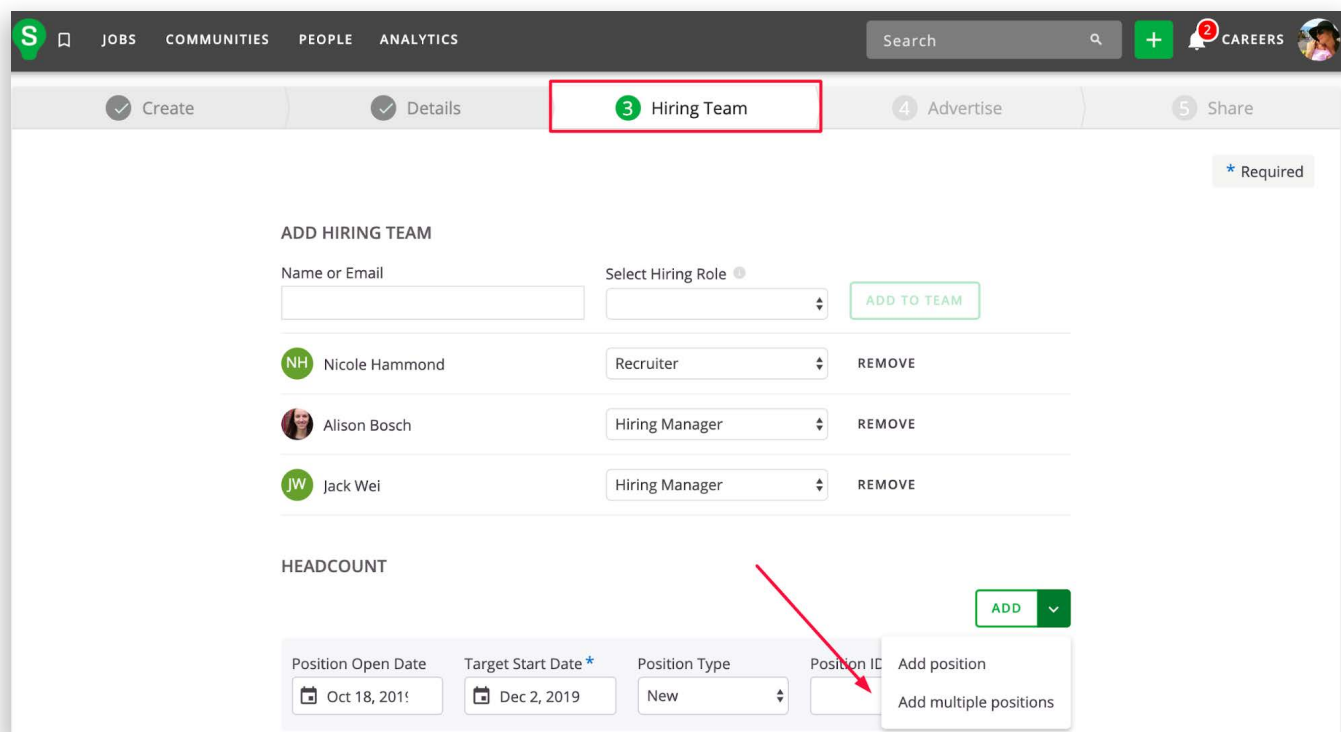 S JOBS COMMUNITIES PEOPLE ANALYTICS Search + 2 CAREERS
Create Details 3 Hiring Team 4 Advertise 5 Share
* Required
ADD HIRING TEAM
Name or Email Select Hiring Role
ADD TO TEAM
NH Nicole Hammond Recruiter REMOVE
Alison Bosch Hiring Manager REMOVE
JW Jack Wei Hiring Manager REMOVE
HEADCOUNT
ADD
Position Open Date Target Start Date * Position Type Position ID Add position
Oct 18, 2019 Dec 2, 2019 New Add multiple positions